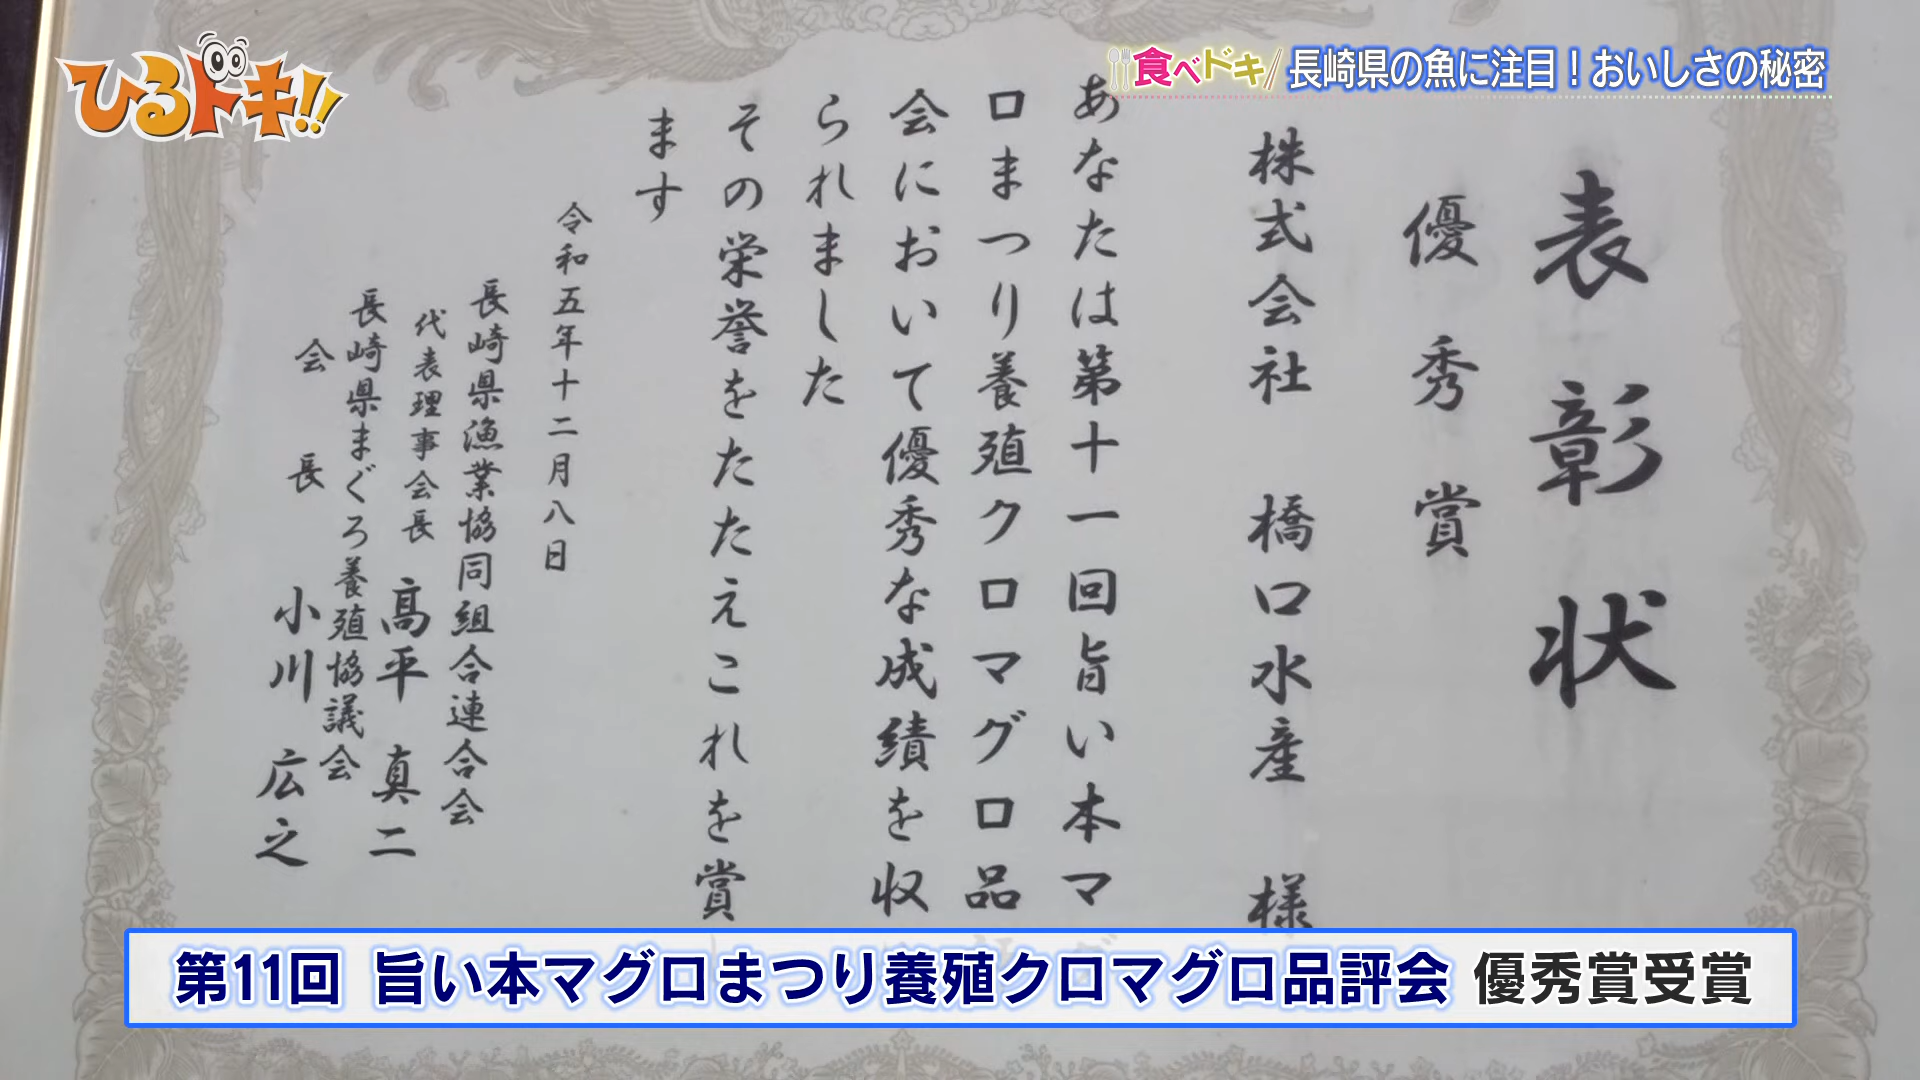 ひるドキ!!
食べドキ/ 長崎県の魚に注目！おいしさの秘密
表彰状
優秀賞
株式会社 橋口水産 様
あなたは第十一回旨い本マ
ロまつり養殖クロマグロ品
会において優秀な成績を収
られました
その栄誉をたたえこれを賞
ます
令和五年十二月八日
長崎県漁業協同組合連合会
代表理事会長 高平真二
長崎県まぐろ養殖協議会
会長 小川広之
第11回 旨い本マグロまつり養殖クロマグロ品評会 優秀賞受賞